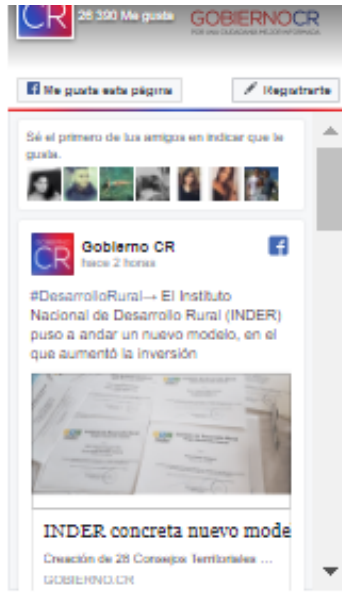 CR 28 390 Me gusta GOBIERNOCR
Me gusta esta página Registrarte
Sé el primero de tus amigos en indicar que te
gusta.
CR Gobierno CR
hace 2 horas
#DesarrolloRural→ El Instituto
Nacional de Desarrollo Rural (INDER)
puso a andar un nuevo modelo, en el
que aumentó la inversión
INDER concreta nuevo mode
Creación de 28 Consejos Territoriales ...
GOBIERNO.CR